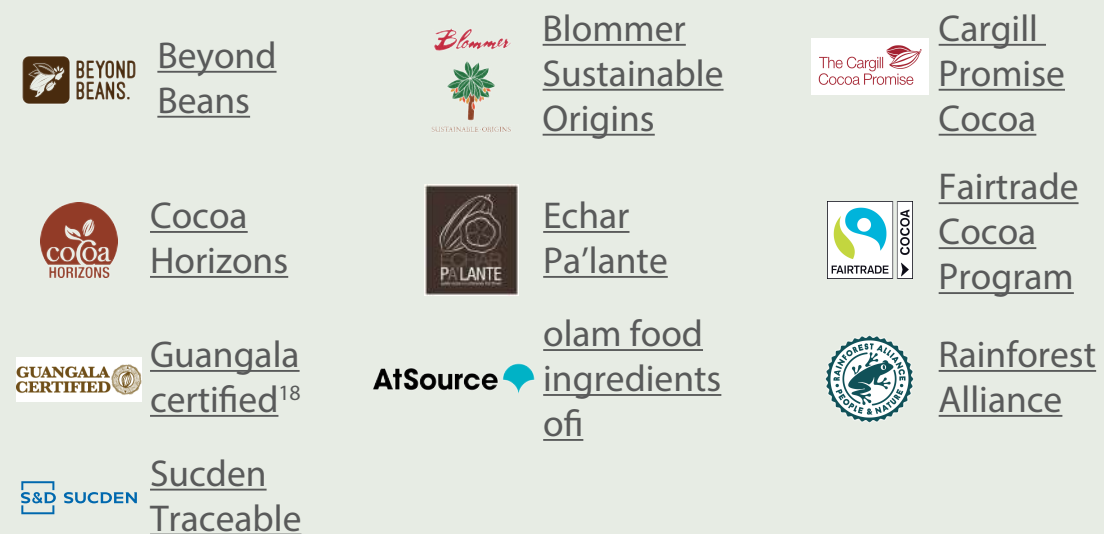 BEYOND
BEANS.
Beyond
Beans
Blommer
SUSTAINABLE·ORIGINS
Blommer
Sustainable
Origins
The Cargill
Cocoa Promise
Cargill
Promise
Cocoa
cocoa
HORIZONS
Cocoa
Horizons
ECHAR
PA'LANTE
Echar
Pa'lante
FAIRTRADE
COCOA
Fairtrade
Cocoa
Program
GUANGALA
CERTIFIED
Guangala
certified18
AtSource
olam food
ingredients
ofi
RAINFOREST ALLIANCE
PEOPLE & NATURE
Rainforest
Alliance
S&D SUCDEN
Sucden
Traceable